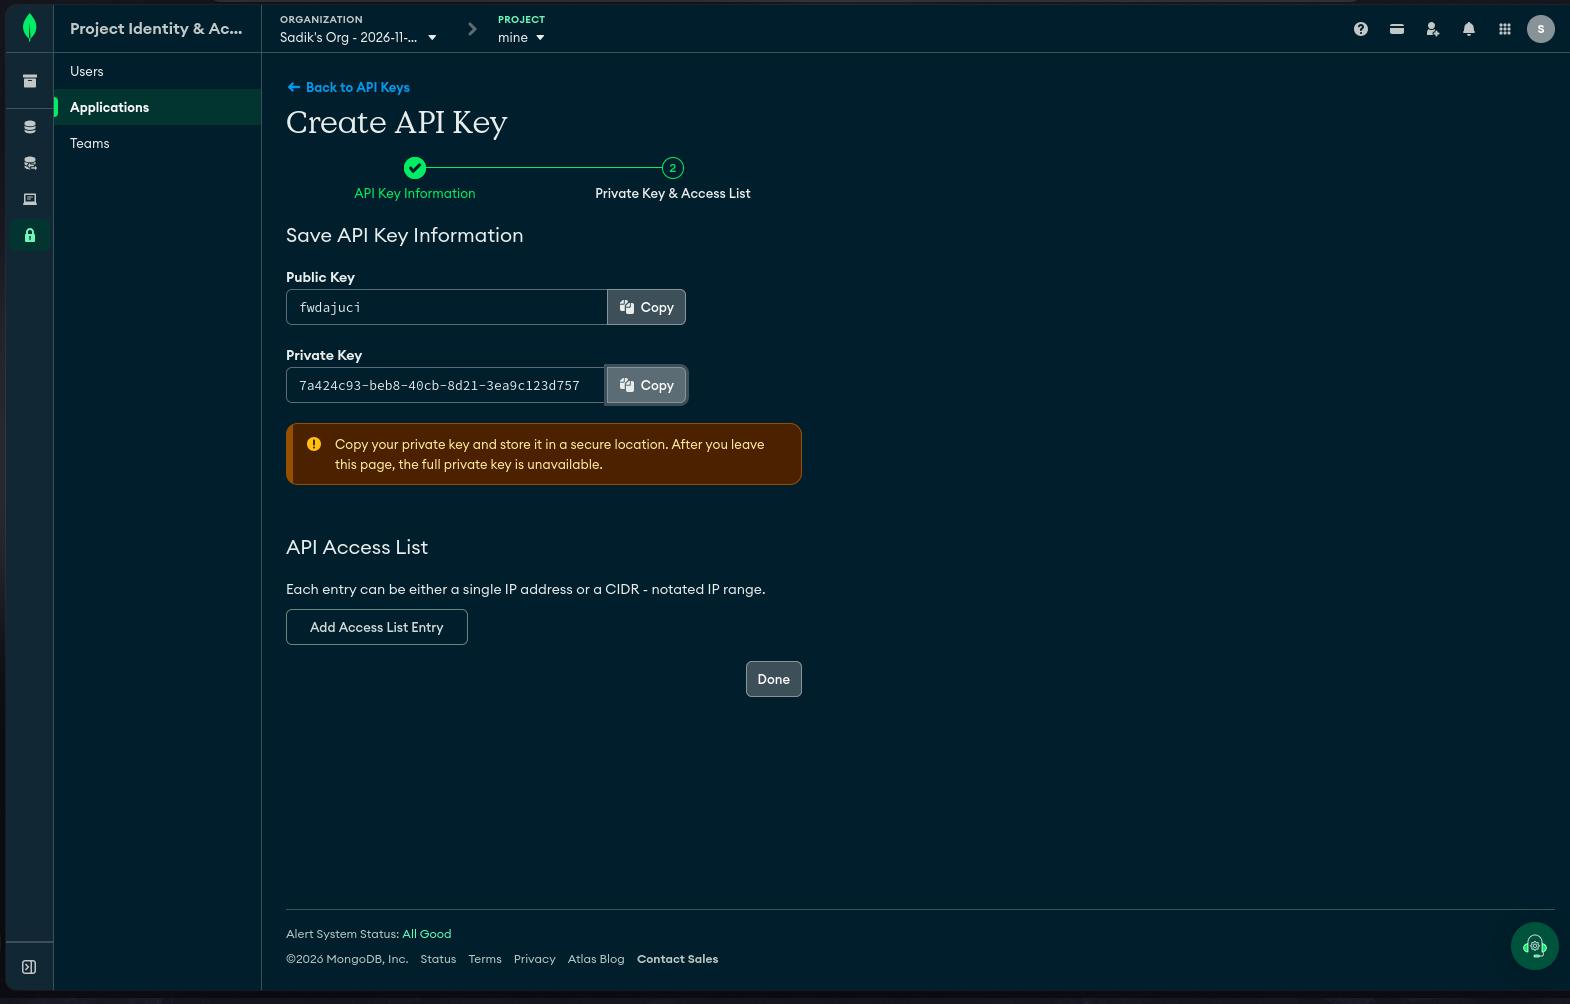 Project Identity & Ac...
ORGANIZATION
Sadik's Org - 2026-11-...
PROJECT
mine
S
Users
Applications
Teams
Back to API Keys
Create API Key
2
API Key Information
Private Key & Access List
Save API Key Information
Public Key
fwdajuci
Copy
Private Key
7a424c93-beb8-40cb-8d21-3ea9c123d757
Copy
Copy your private key and store it in a secure location. After you leave
this page, the full private key is unavailable.
API Access List
Each entry can be either a single IP address or a CIDR - notated IP range.
Add Access List Entry
Done
Alert System Status: All Good
©2026 MongoDB, Inc. Status Terms Privacy Atlas Blog Contact Sales